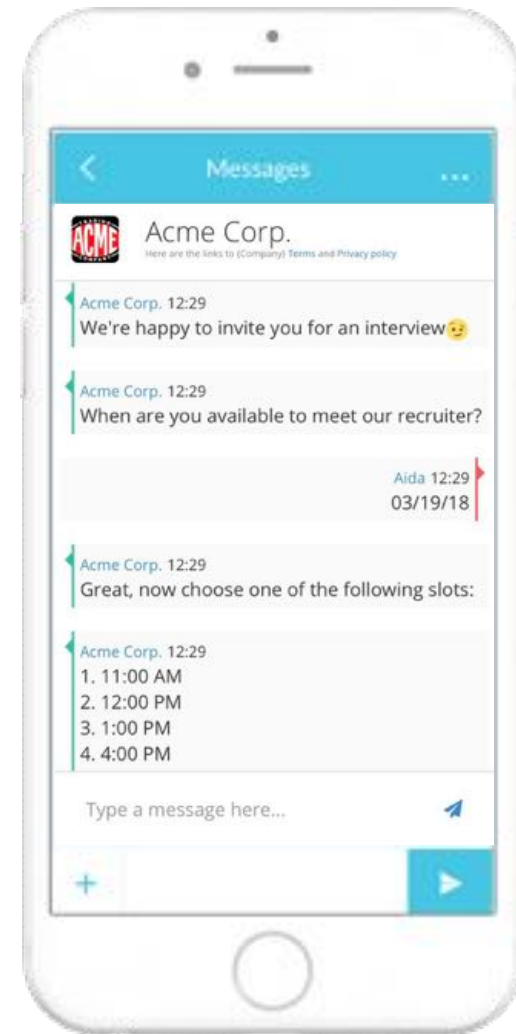 Messages
...
ACME
Acme Corp.
Here are the links to (Company) Terms and Privacy policy
Acme Corp. 12:29
We're happy to invite you for an interview😏
Acme Corp. 12:29
When are you available to meet our recruiter?
Aida 12:29
03/19/18
Acme Corp. 12:29
Great, now choose one of the following slots:
Acme Corp. 12:29
1. 11:00 AM
2. 12:00 PM
3. 1:00 PM
4. 4:00 PM
Type a message here...
+